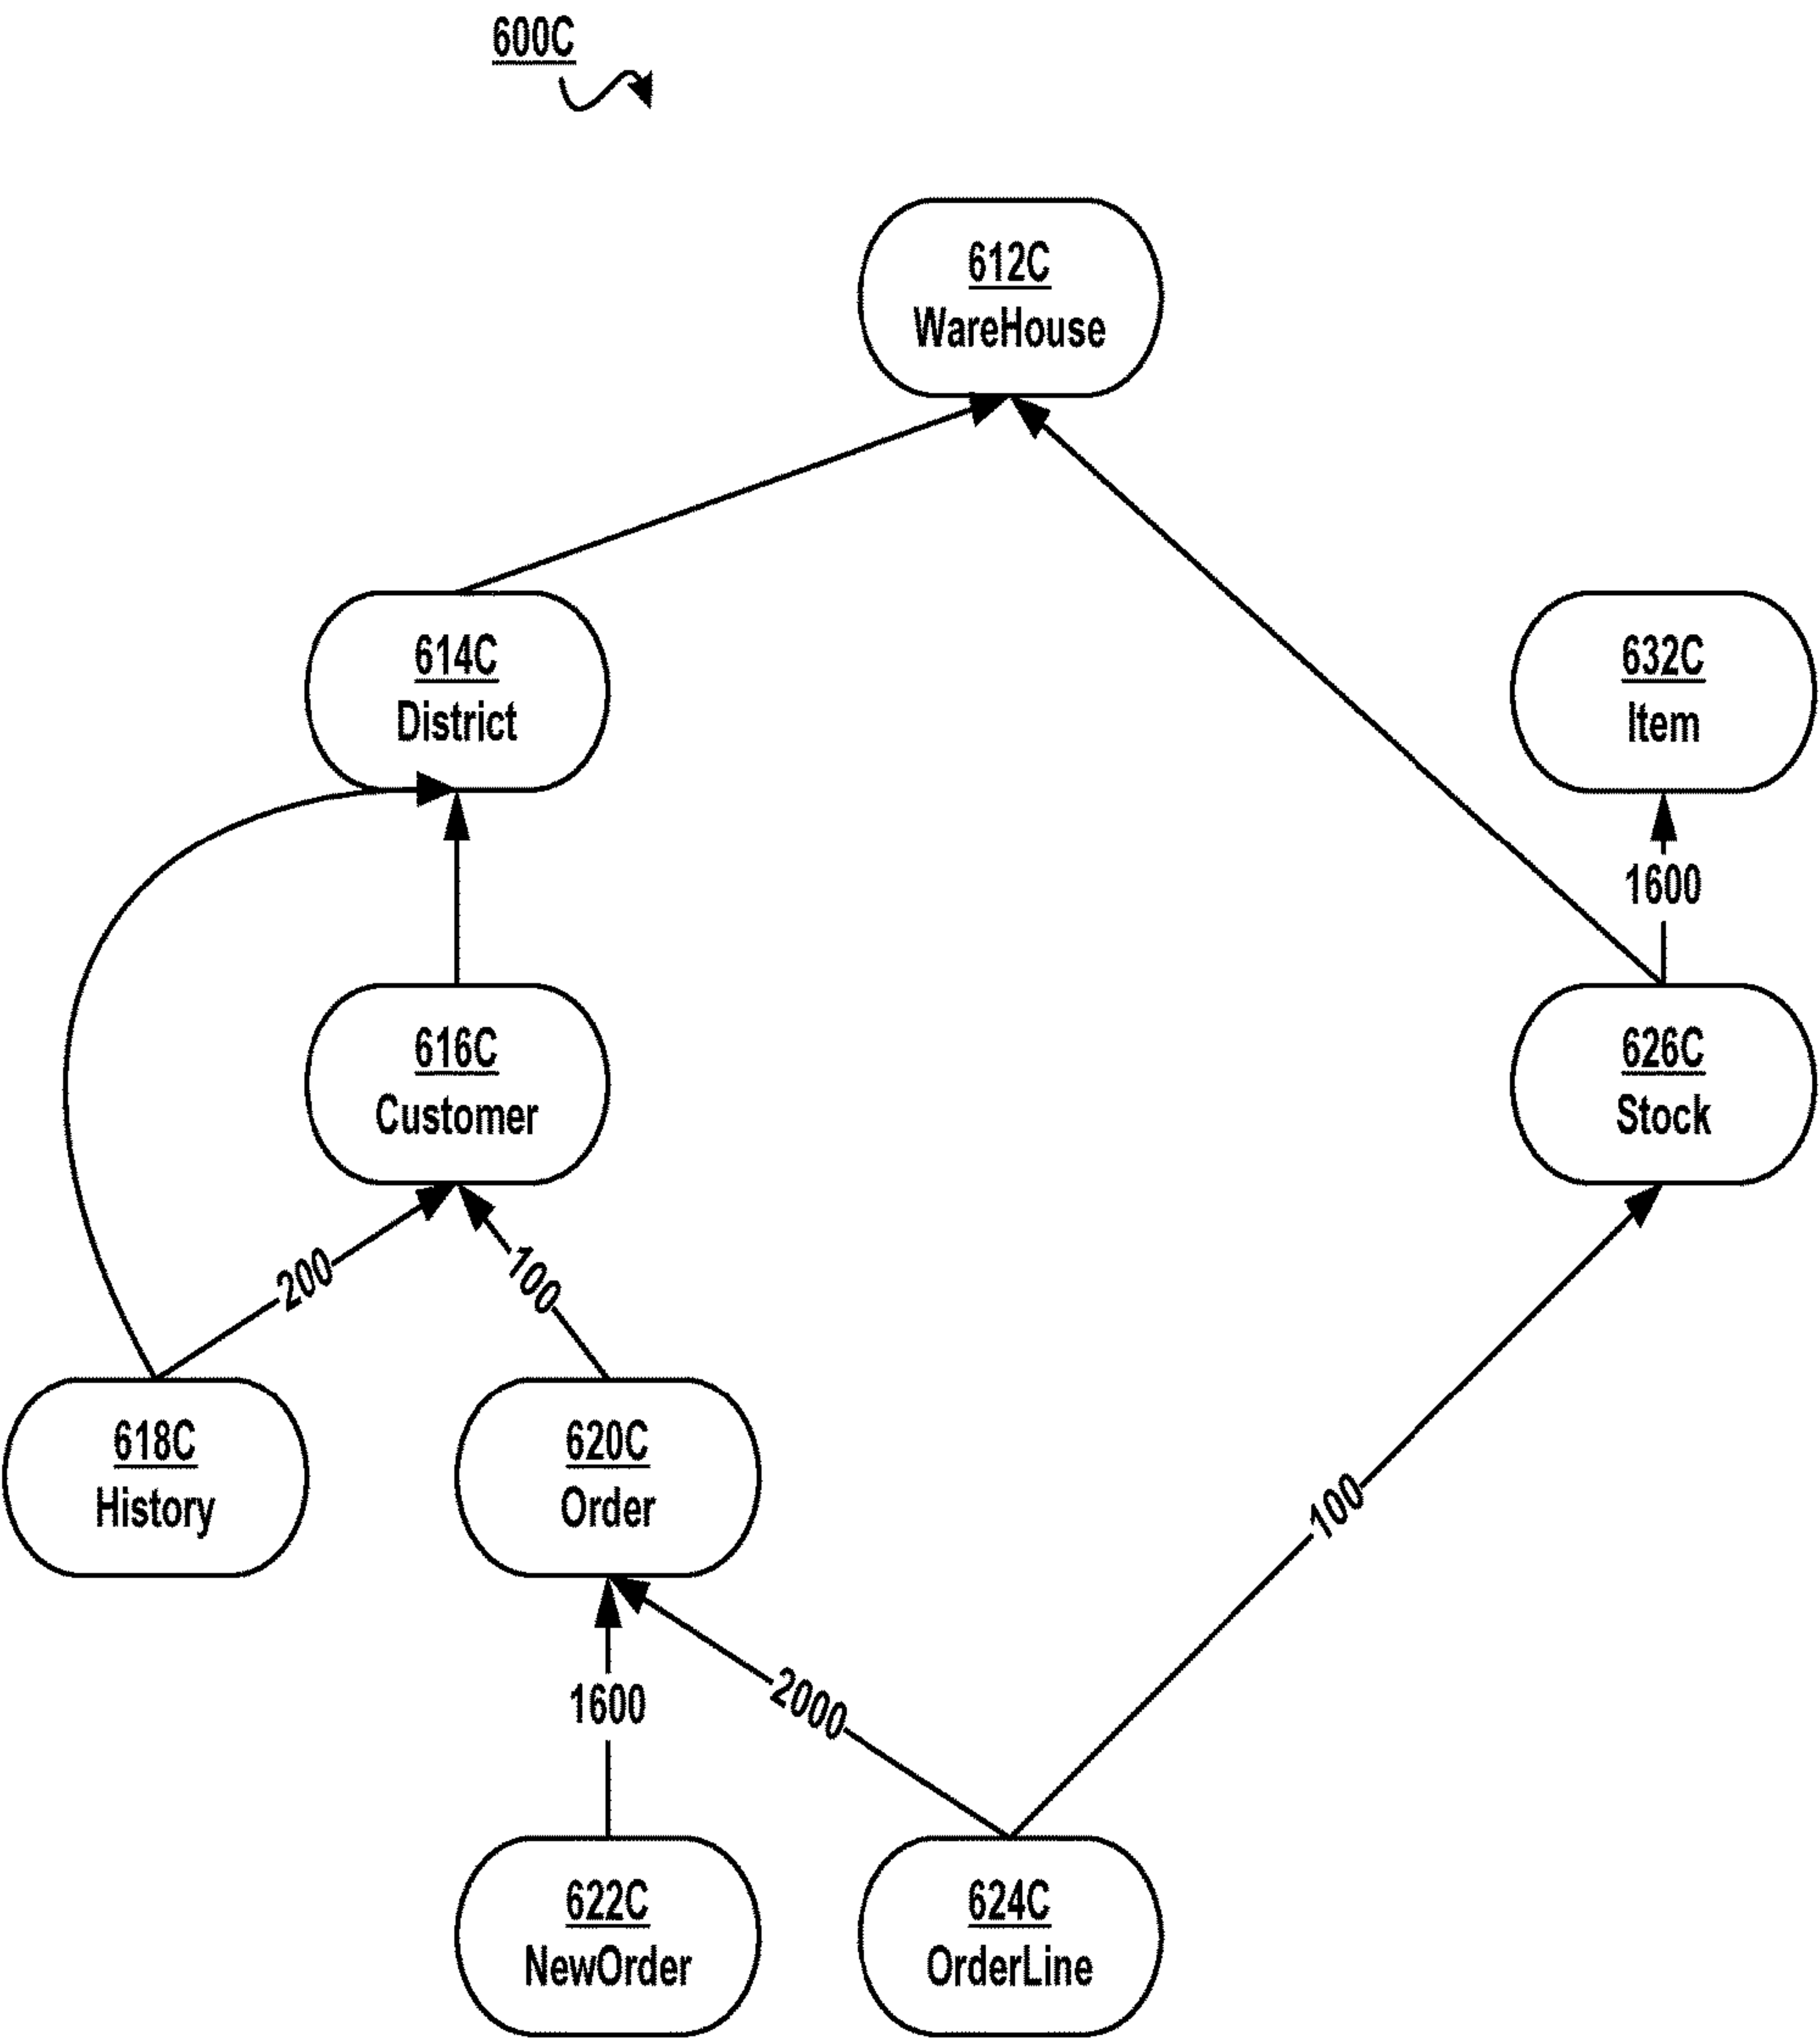 600C
612C
WareHouse
614C
District
632C
Item
1600
616C
Customer
626C
Stock
200
100
618C
History
620C
Order
100
1600
2000
622C
NewOrder
624C
OrderLine